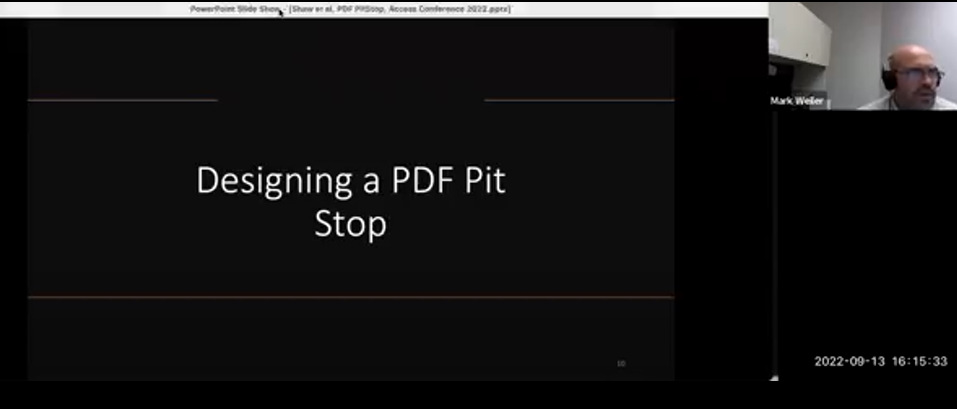 PowerPoint Slide Show - [Shaw et al, PDF PitStop, Access Conference 2022.pptx]
Mark Weiler
Designing a PDF Pit
Stop
10
2022-09-13 16:15:33